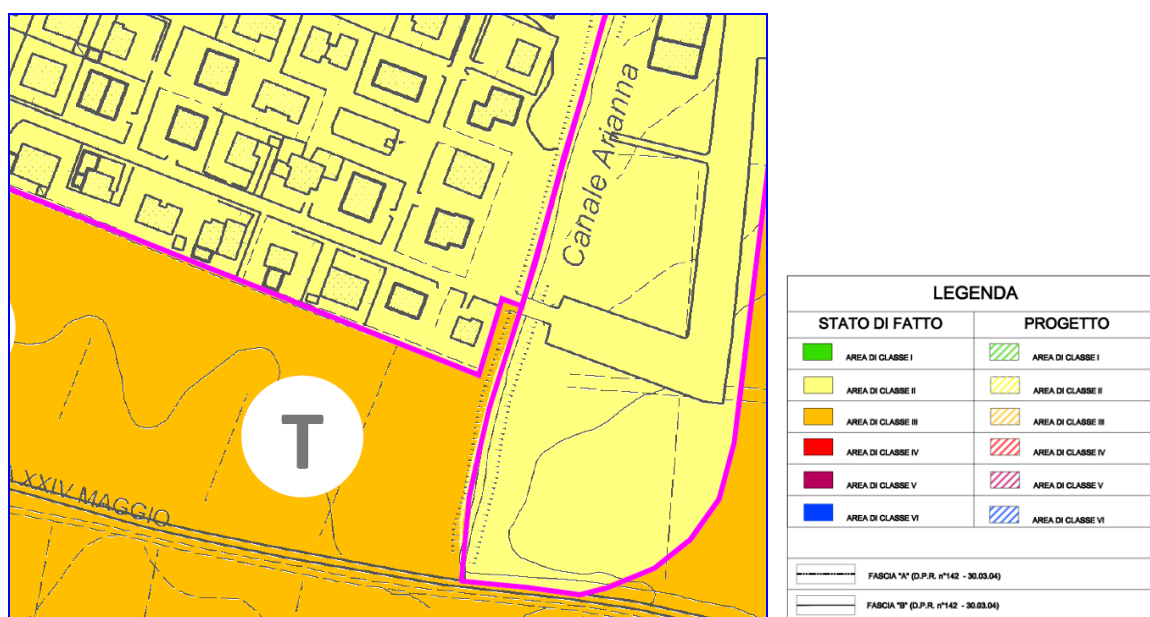 Canale Arianna
T
A XXIV MAGGIO
LEGENDA
STATO DI FATTO PROGETTO
AREA DI CLASSE I AREA DI CLASSE I
AREA DI CLASSE II AREA DI CLASSE II
AREA DI CLASSE III AREA DI CLASSE III
AREA DI CLASSE IV AREA DI CLASSE IV
AREA DI CLASSE V AREA DI CLASSE V
AREA DI CLASSE VI AREA DI CLASSE VI
FASCIA "A" (D.P.R. n°142 - 30.03.04)
FASCIA "B" (D.P.R. n°142 - 30.03.04)